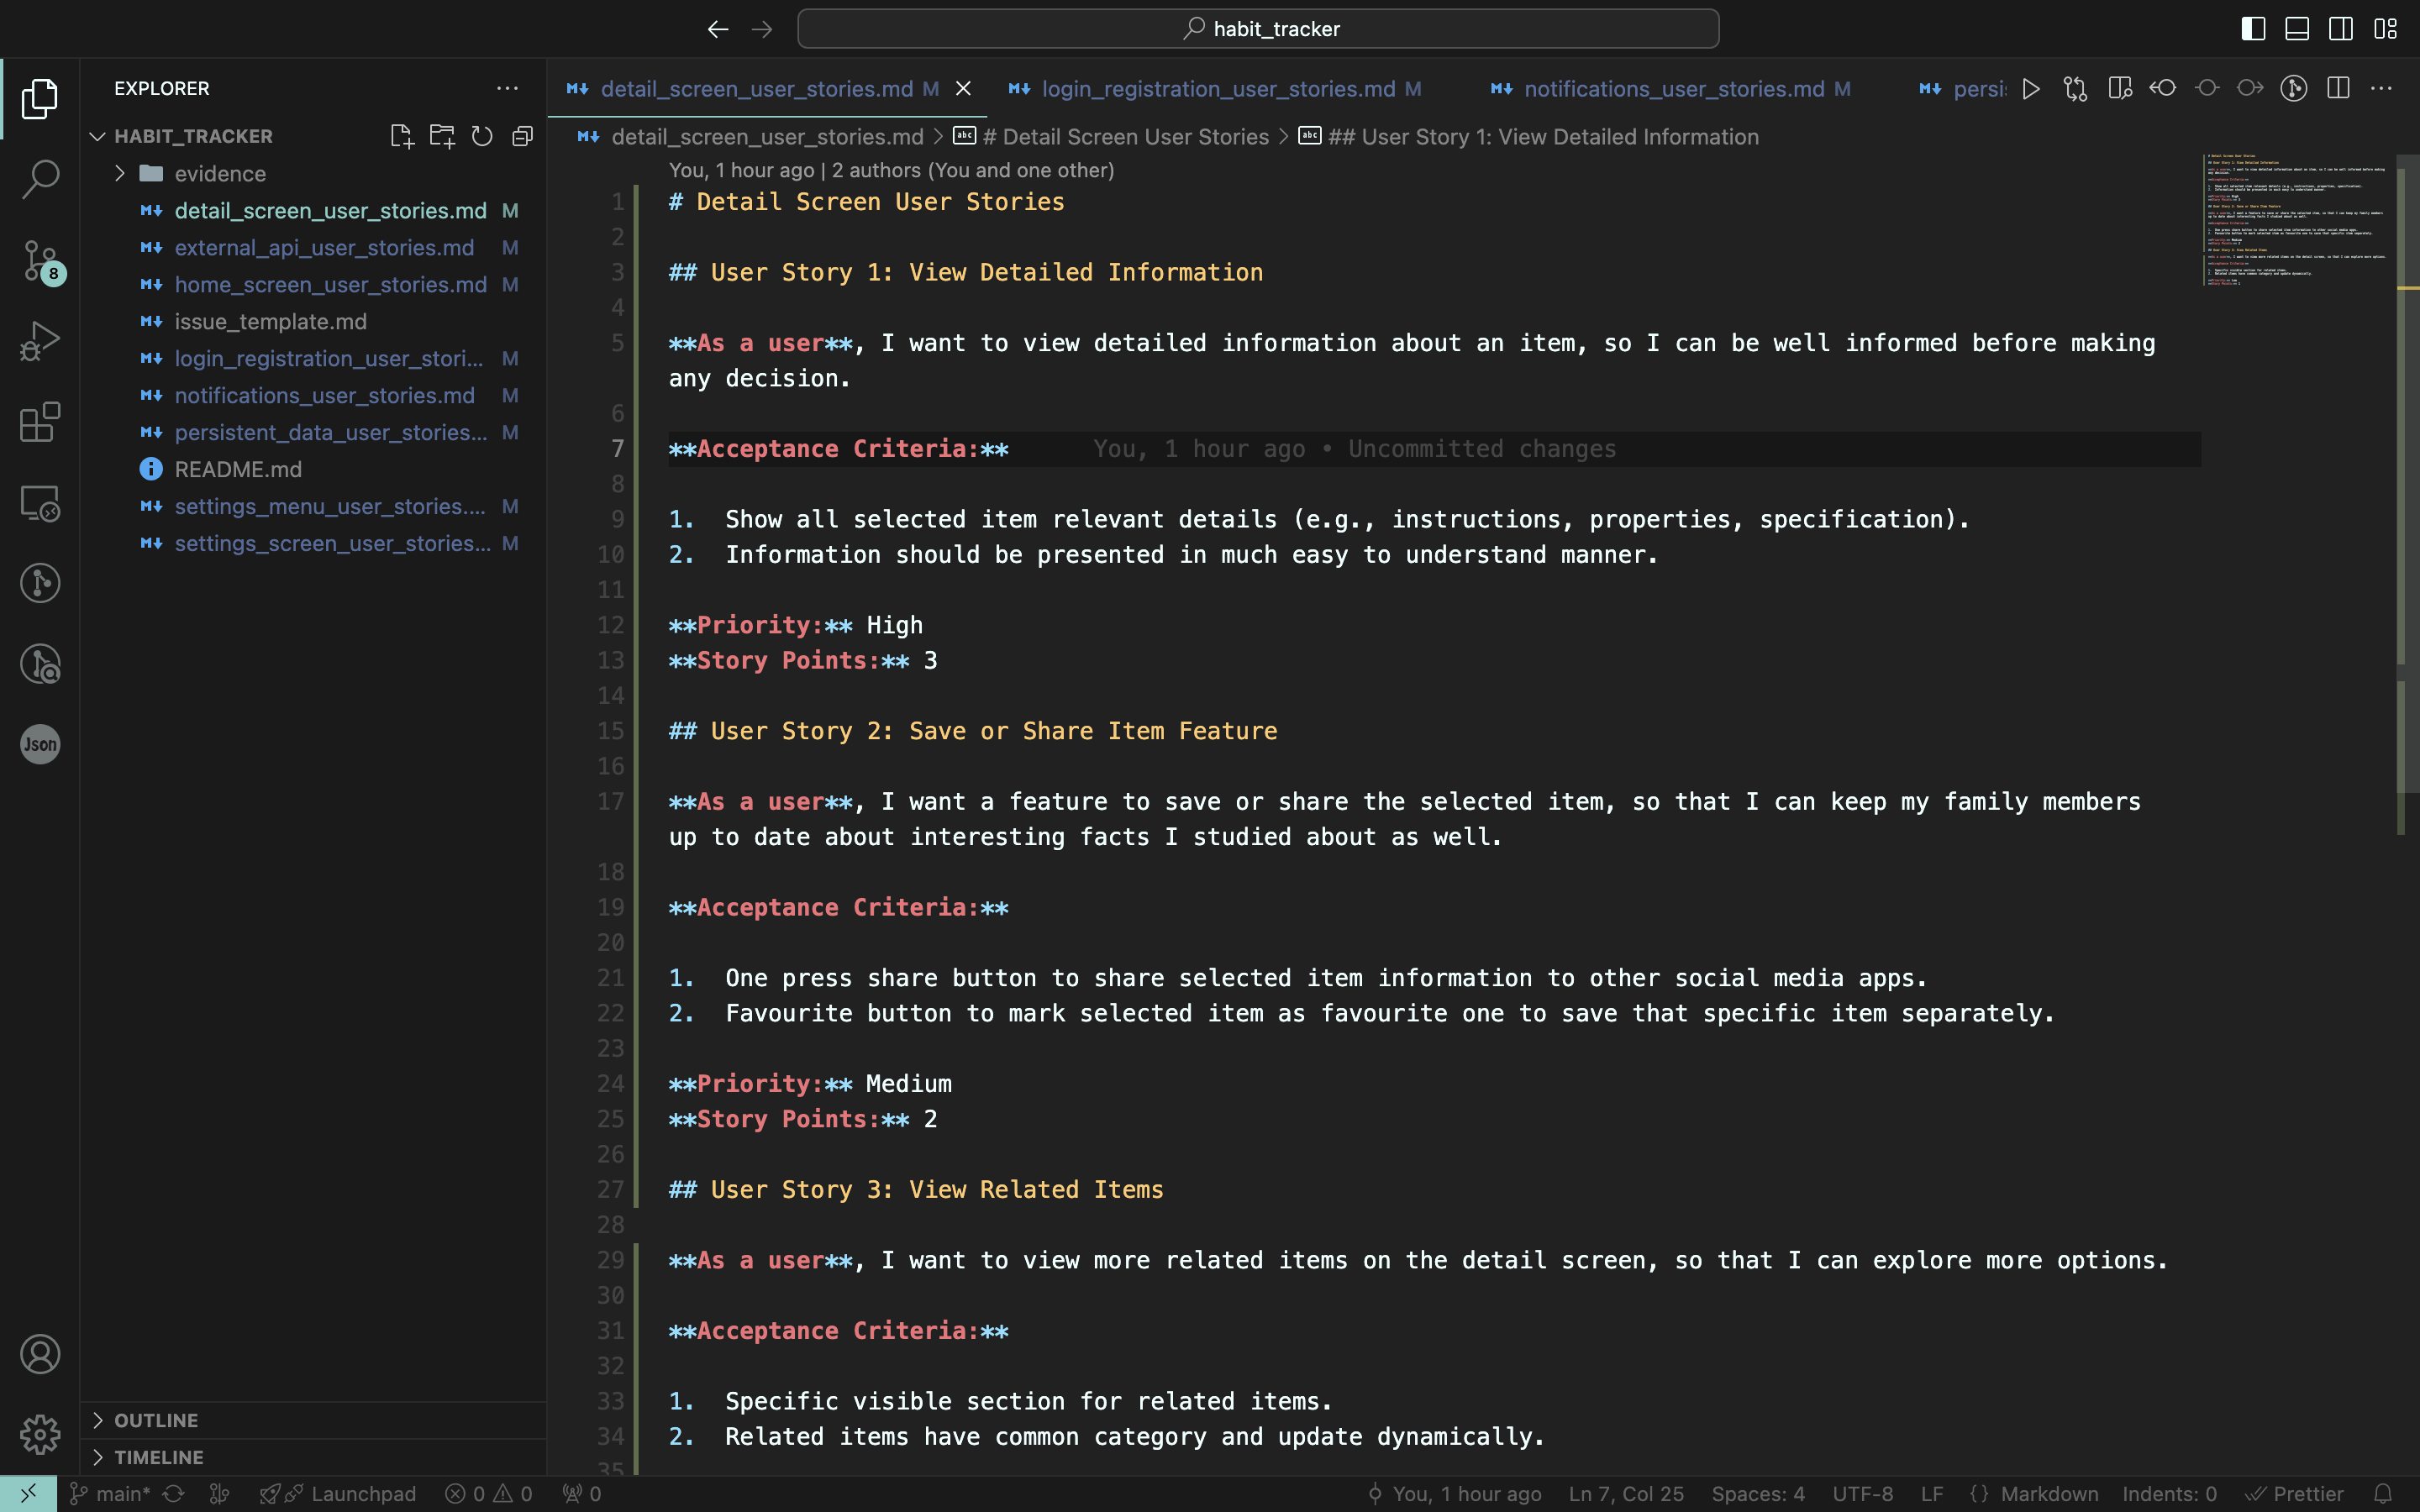 habit_tracker
EXPLORER
HABIT_TRACKER
evidence
detail_screen_user_stories.md M
external_api_user_stories.md M
home_screen_user_stories.md M
issue_template.md
login_registration_user_stori... M
notifications_user_stories.md M
persistent_data_user_stories... M
README.md
settings_menu_user_stories.... M
settings_screen_user_stories... M
8
Json
OUTLINE
TIMELINE
detail_screen_user_stories.md M
login_registration_user_stories.md M
notifications_user_stories.md M
persi
detail_screen_user_stories.md > abc # Detail Screen User Stories > abc ## User Story 1: View Detailed Information
You, 1 hour ago | 2 authors (You and one other)
1 # Detail Screen User Stories
2
3 ## User Story 1: View Detailed Information
4
5 **As a user**, I want to view detailed information about an item, so I can be well informed before making
any decision.
6
7 **Acceptance Criteria:** You, 1 hour ago • Uncommitted changes
8
9 1. Show all selected item relevant details (e.g., instructions, properties, specification).
10 2. Information should be presented in much easy to understand manner.
11
12 **Priority:** High
13 **Story Points:** 3
14
15 ## User Story 2: Save or Share Item Feature
16
17 **As a user**, I want a feature to save or share the selected item, so that I can keep my family members
up to date about interesting facts I studied about as well.
18
19 **Acceptance Criteria:**
20
21 1. One press share button to share selected item information to other social media apps.
22 2. Favourite button to mark selected item as favourite one to save that specific item separately.
23
24 **Priority:** Medium
25 **Story Points:** 2
26
27 ## User Story 3: View Related Items
28
29 **As a user**, I want to view more related items on the detail screen, so that I can explore more options.
30
31 **Acceptance Criteria:**
32
33 1. Specific visible section for related items.
34 2. Related items have common category and update dynamically.
35
main* Launchpad 0 0 0 You, 1 hour ago Ln 7, Col 25 Spaces: 4 UTF-8 LF {} Markdown Indents: 0 Prettier